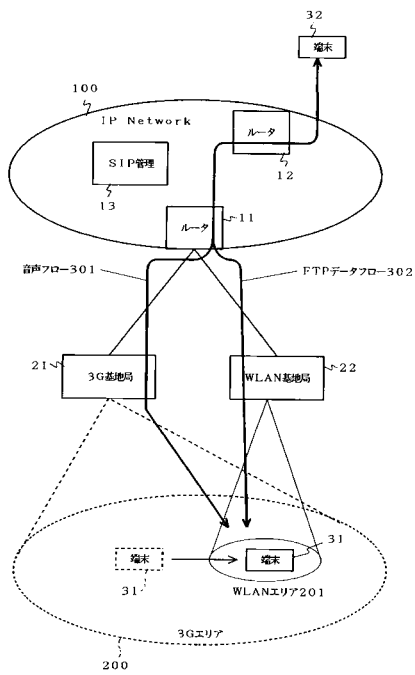 32
端末
100
IP Network
ルータ
12
SIP管理
13
11
ルータ
音声フロー301
FTPデータフロー302
21
3G基地局
22
WLAN基地局
端末
31
端末
31
WLANエリア201
3Gエリア
200